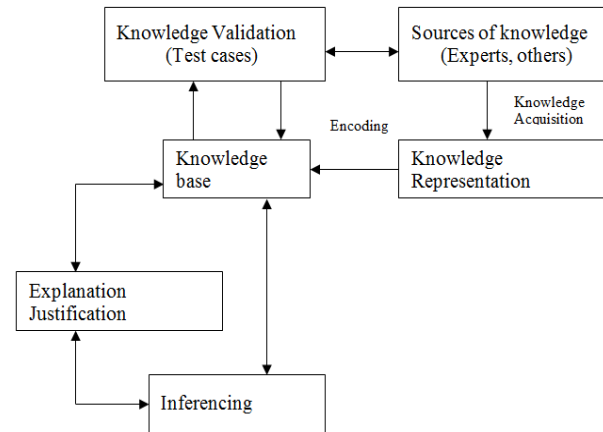 Knowledge Validation
(Test cases)
Sources of knowledge
(Experts, others)
Knowledge
Acquisition
Encoding
Knowledge
base
Knowledge
Representation
Explanation
Justification
Inferencing